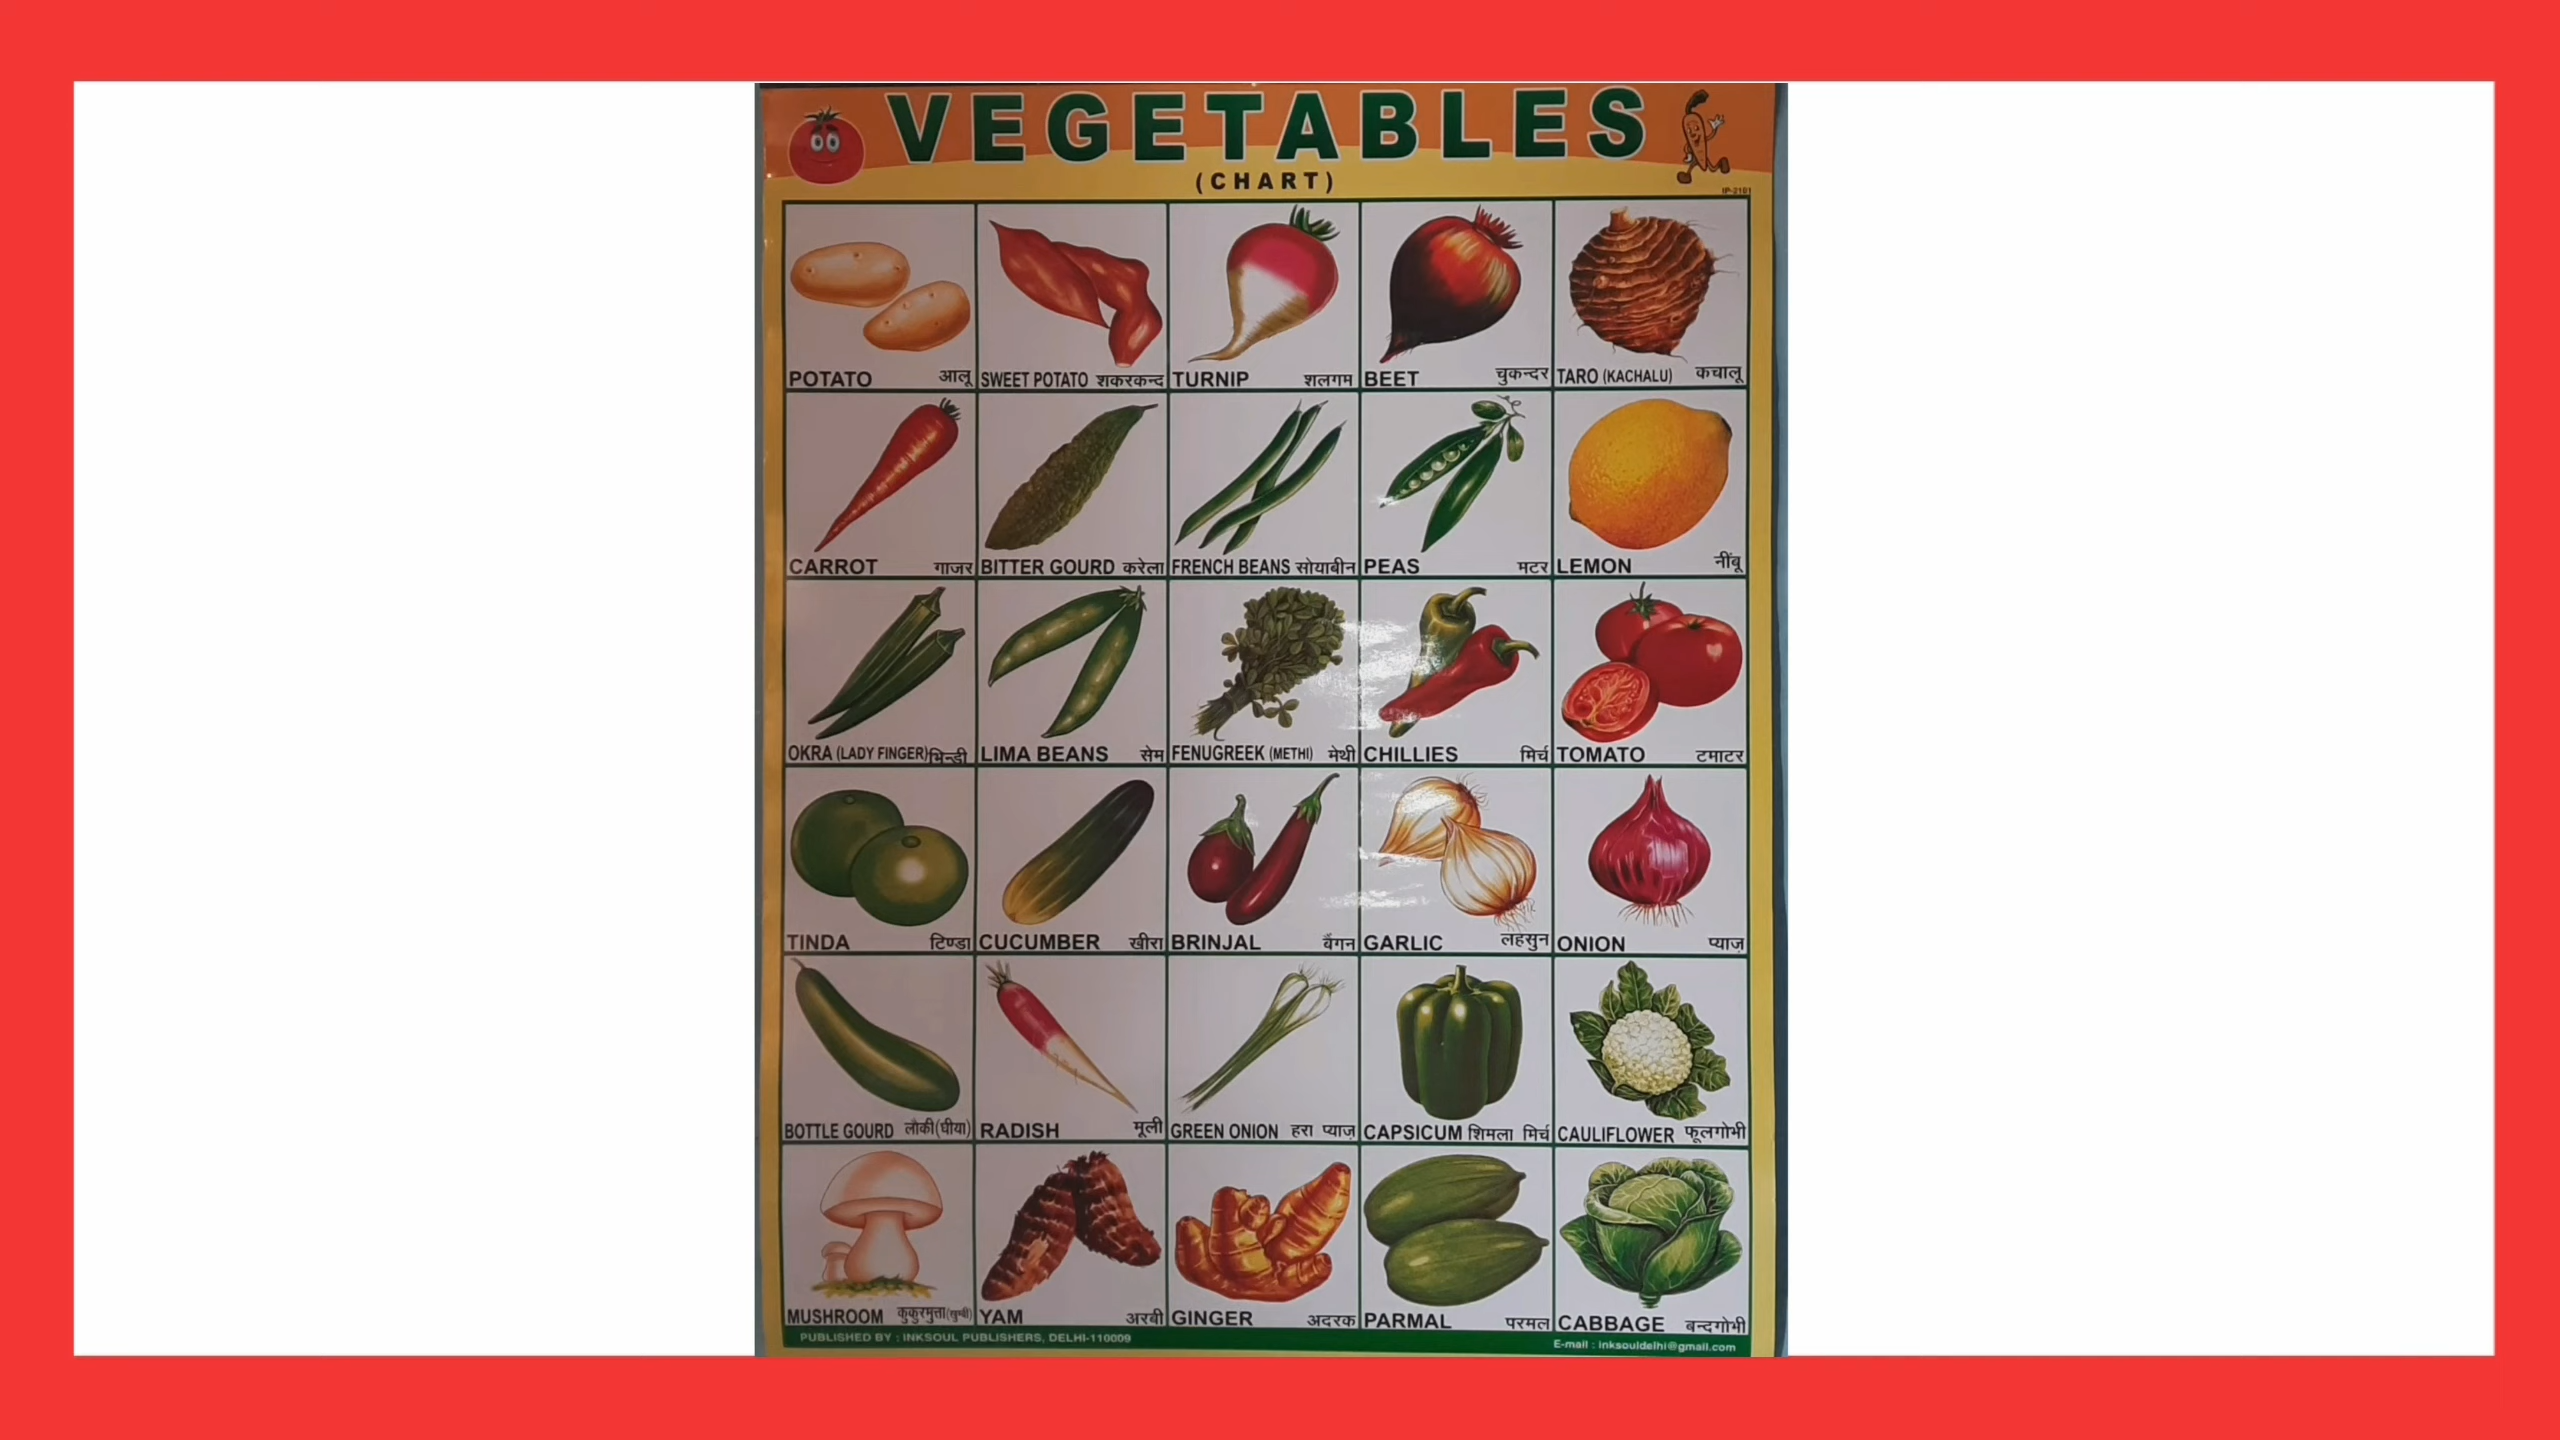 VEGETABLES
(CHART)
IP-2101
POTATO आलू
SWEET POTATO शकरकन्द
TURNIP शलगम
BEET चुकन्दर
TARO (KACHALU) कचालू
CARROT गाजर
BITTER GOURD करेला
FRENCH BEANS सोयाबीन
PEAS मटर
LEMON नींबू
OKRA (LADY FINGER) भिन्डी
LIMA BEANS सेम
FENUGREEK (METHI) मेथी
CHILLIES मिर्च
TOMATO टमाटर
TINDA टिण्डा
CUCUMBER खीरा
BRINJAL बैंगन
GARLIC लहसुन
ONION प्याज़
BOTTLE GOURD लौकी(घीया)
RADISH मूली
GREEN ONION हरा प्याज़
CAPSICUM शिमला मिर्च
CAULIFLOWER फूलगोभी
MUSHROOM कुकुरमुत्ता(खुम्बी)
YAM अरबी
GINGER अदरक
PARMAL परमल
CABBAGE बन्दगोभी
PUBLISHED BY : INKSOUL PUBLISHERS, DELHI-110009
E-mail : inksouldelhi@gmail.com